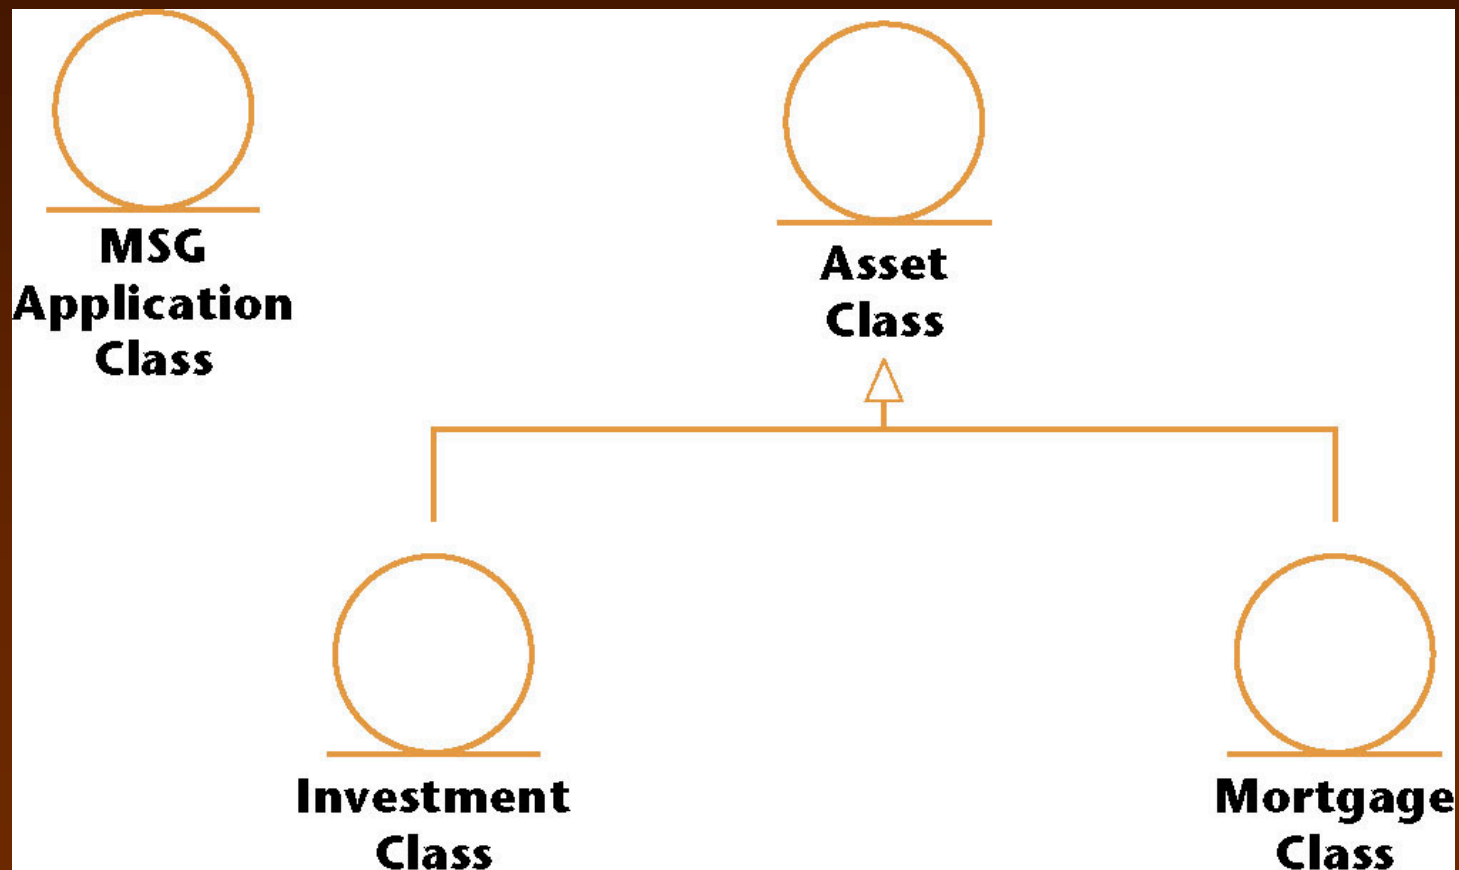 MSG
Application
Class
Asset
Class
Investment
Class
Mortgage
Class